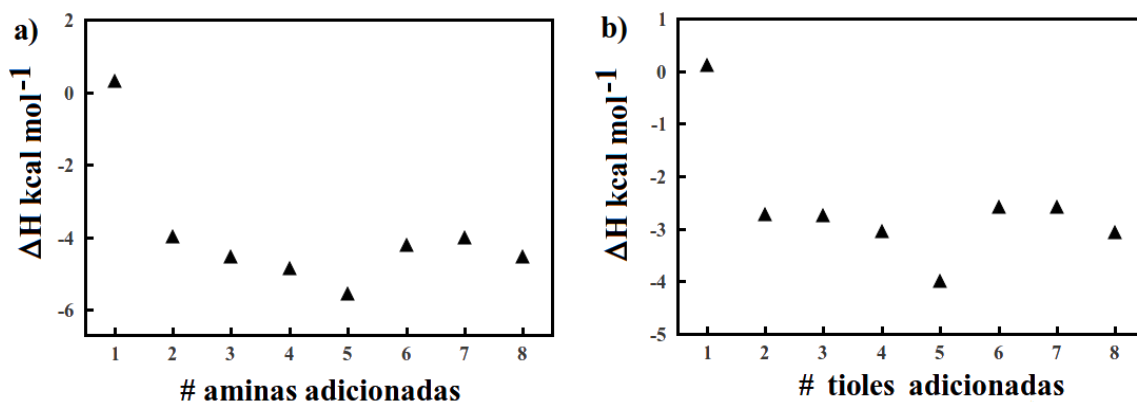 a)
ΔH kcal mol-1
2
0
-2
-4
-6
1 2 3 4 5 6 7 8
# aminas adicionadas
b)
ΔH kcal mol-1
1
0
-1
-2
-3
-4
-5
1 2 3 4 5 6 7 8
# tioles adicionadas